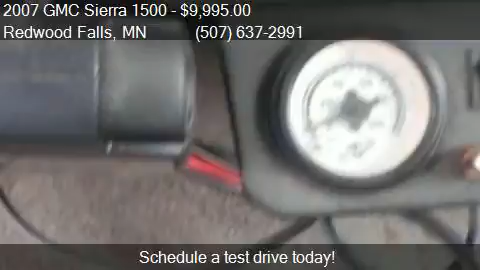 2007 GMC Sierra 1500 - $9,995.00
Redwood Falls, MN (507) 637-2991
Schedule a test drive today!